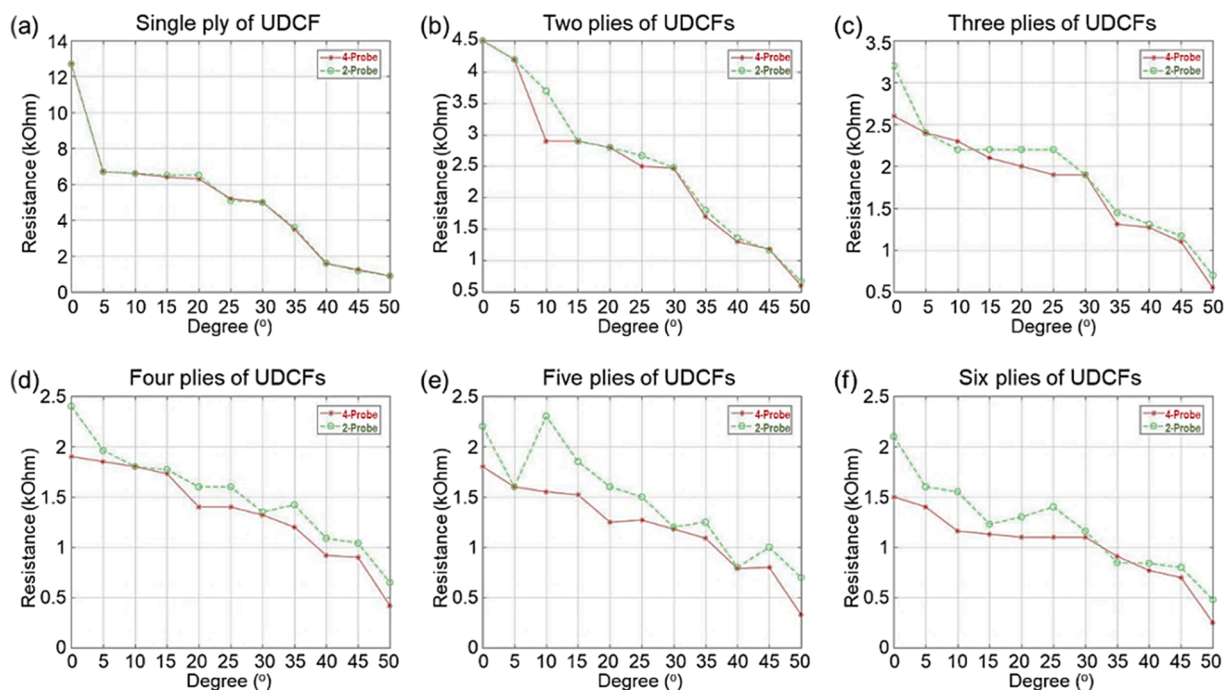 (a) Single ply of UDCF
Resistance (kOhm)
14
12
10
8
6
4
2
0
4-Probe
2-Probe
0 5 10 15 20 25 30 35 40 45 50
Degree (º)
(b) Two plies of UDCFs
Resistance (kOhm)
4.5
4
3.5
3
2.5
2
1.5
1
0.5
4-Probe
2-Probe
0 5 10 15 20 25 30 35 40 45 50
Degree (º)
(c) Three plies of UDCFs
Resistance (kOhm)
3.5
3
2.5
2
1.5
1
0.5
4-Probe
2-Probe
0 5 10 15 20 25 30 35 40 45 50
Degree (º)
(d) Four plies of UDCFs
Resistance (kOhm)
2.5
2
1.5
1
0.5
0
4-Probe
2-Probe
0 5 10 15 20 25 30 35 40 45 50
Degree (º)
(e) Five plies of UDCFs
Resistance (kOhm)
2.5
2
1.5
1
0.5
0
4-Probe
2-Probe
0 5 10 15 20 25 30 35 40 45 50
Degree (º)
(f) Six plies of UDCFs
Resistance (kOhm)
2.5
2
1.5
1
0.5
0
4-Probe
2-Probe
0 5 10 15 20 25 30 35 40 45 50
Degree (º)